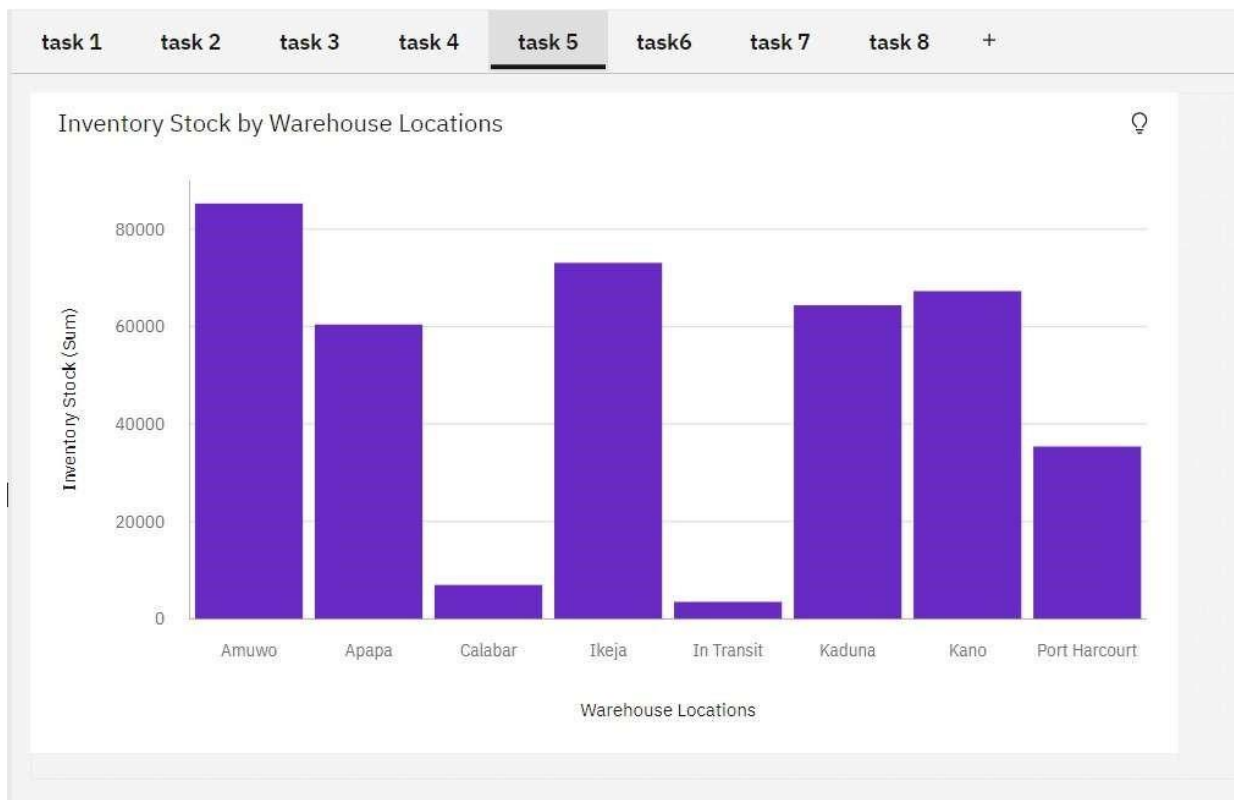 task 1 task 2 task 3 task 4 task 5 task6 task 7 task 8 +
Inventory Stock by Warehouse Locations
Inventory Stock (Sum)
80000
60000
40000
20000
0
Amuwo Apapa Calabar Ikeja In Transit Kaduna Kano Port Harcourt
Warehouse Locations